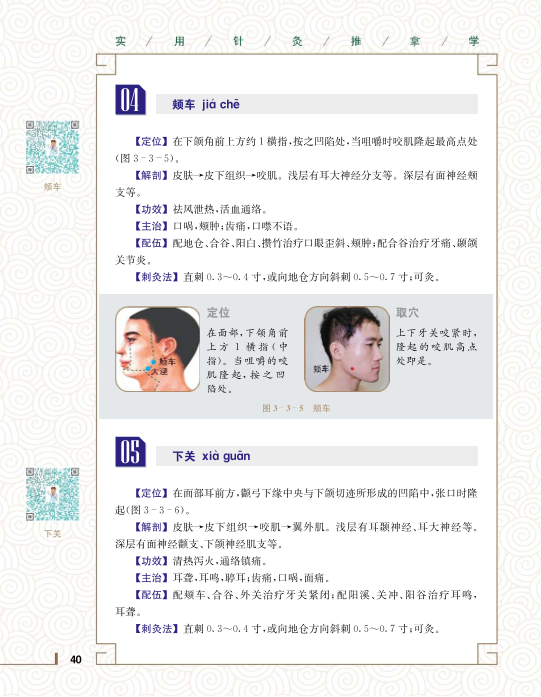 实 / 用 / 针 / 灸 / 推 / 拿 / 学
04
颊车 jiá chē
颊车
【定位】在下颌角前上方约1横指,按之凹陷处,当咀嚼时咬肌隆起最高点处
(图3-3-5)。
【解剖】皮肤→皮下组织→咬肌。浅层有耳大神经分支等。深层有面神经颊
支等。
【功效】祛风泄热,活血通络。
【主治】口㖞,颊肿;齿痛,口噤不语。
【配伍】配地仓、合谷、阳白、攒竹治疗口眼歪斜、颊肿;配合谷治疗牙痛、颞颌
关节炎。
【刺灸法】直刺0.3～0.4寸,或向地仓方向斜刺0.5～0.7寸;可灸。
定位
在面部,下颌角前
上方1横指(中
指)。当咀嚼的咬
肌隆起,按之凹
陷处。
颊车
大迎
取穴
上下牙关咬紧时,
隆起的咬肌高点
处即是。
颊车
图3-3-5 颊车
05
下关 xià guān
下关
【定位】在面部耳前方,颧弓下缘中央与下颌切迹所形成的凹陷中,张口时隆
起(图3-3-6)。
【解剖】皮肤→皮下组织→咬肌→翼外肌。浅层有耳颞神经、耳大神经等。
深层有面神经颧支、下颌神经肌支等。
【功效】清热泻火,通络镇痛。
【主治】耳聋,耳鸣,聤耳;齿痛,口㖞,面痛。
【配伍】配颊车、合谷、外关治疗牙关紧闭;配阳溪、关冲、阳谷治疗耳鸣,
耳聋。
【刺灸法】直刺0.3～0.4寸,或向地仓方向斜刺0.5～0.7寸;可灸。
40